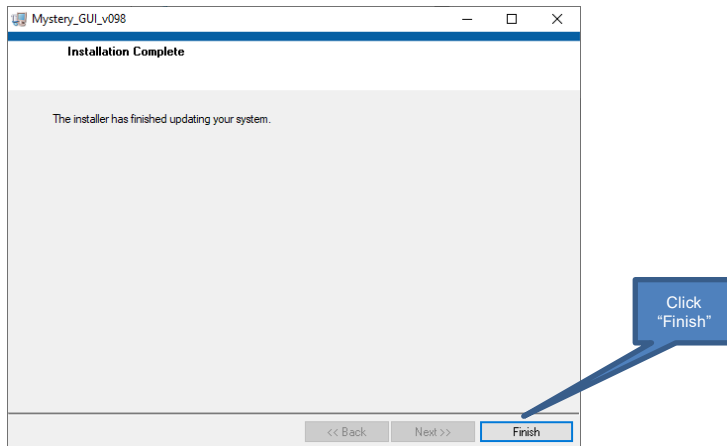 Mystery_GUI_v098
Installation Complete
The installer has finished updating your system.
Click
“Finish”
<< Back
Next >>
Finish